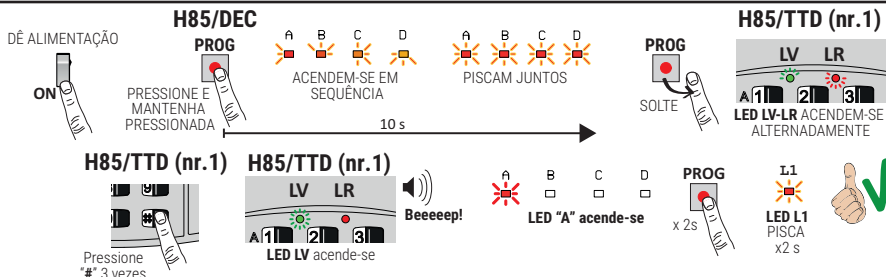 H85/DEC
H85/TTD (nr.1)
DÊ ALIMENTAÇÃO
ON
PROG
PRESSIONE E
MANTENHA
PRESSIONADA
A B C D
ACENDEM-SE EM
SEQUÊNCIA
A B C D
PISCAM JUNTOS
10 s
PROG
SOLTE
LV LR
A 1 2 3
LED LV-LR ACENDEM-SE
ALTERNADAMENTE
H85/TTD (nr.1)
9
0 #
Pressione
"#" 3 vezes
H85/TTD (nr.1)
LV LR
A 1 2 3
LED LV acende-se
Beeeeep!
A B C D
LED "A" acende-se
PROG
x 2s
L1
LED L1
PISCA
x2 s